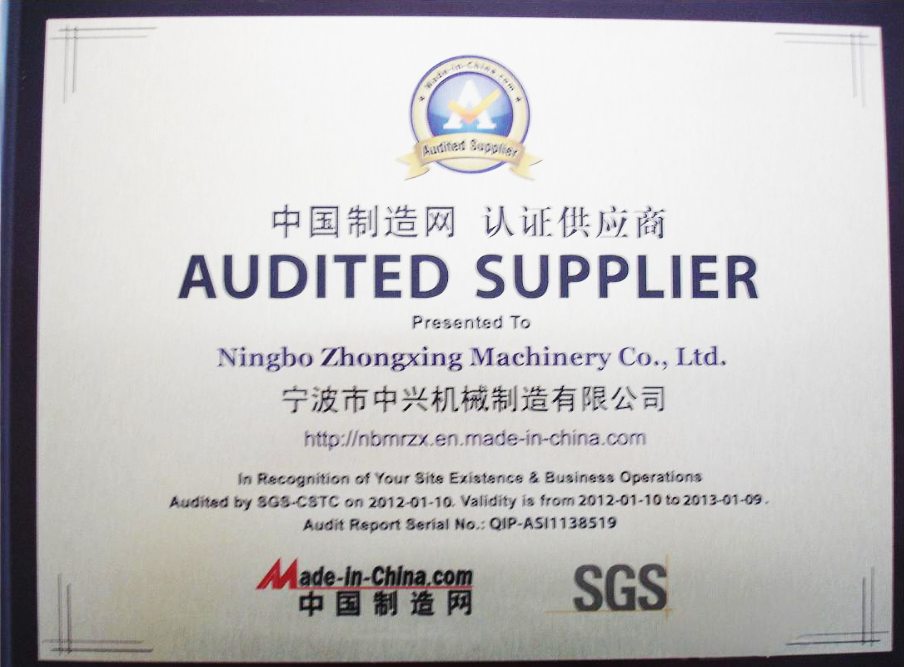 Made-in-China.com
Audited Supplier
中国制造网 认证供应商
AUDITED SUPPLIER
Presented To
Ningbo Zhongxing Machinery Co., Ltd.
宁波市中兴机械制造有限公司
http://nbmrzx.en.made-in-china.com
In Recognition of Your Site Existence & Business Operations
Audited by SGS-CSTC on 2012-01-10. Validity is from 2012-01-10 to 2013-01-09.
Audit Report Serial No.: QIP-ASI1138519
Made-in-China.com
中国制造网
SGS